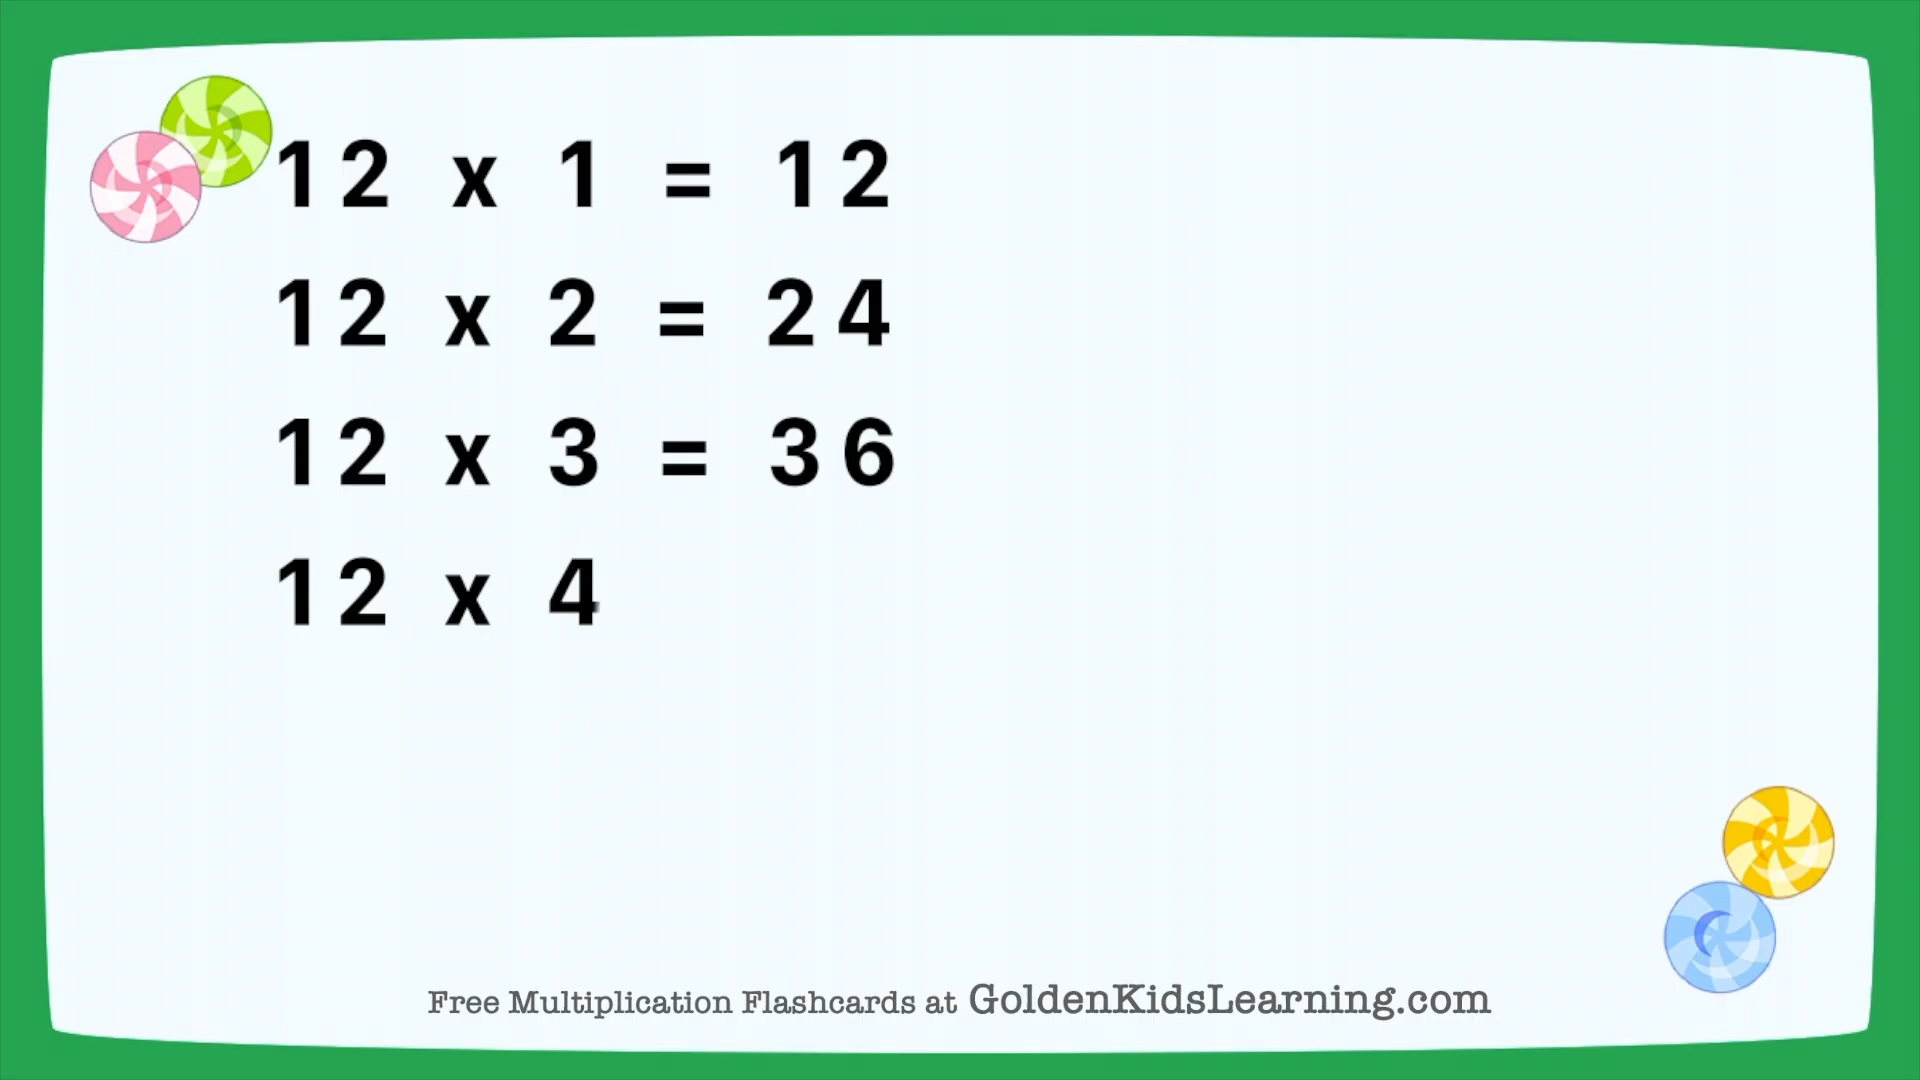 12 x 1 = 12
12 x 2 = 24
12 x 3 = 36
12 x 4
Free Multiplication Flashcards at GoldenKidsLearning.com